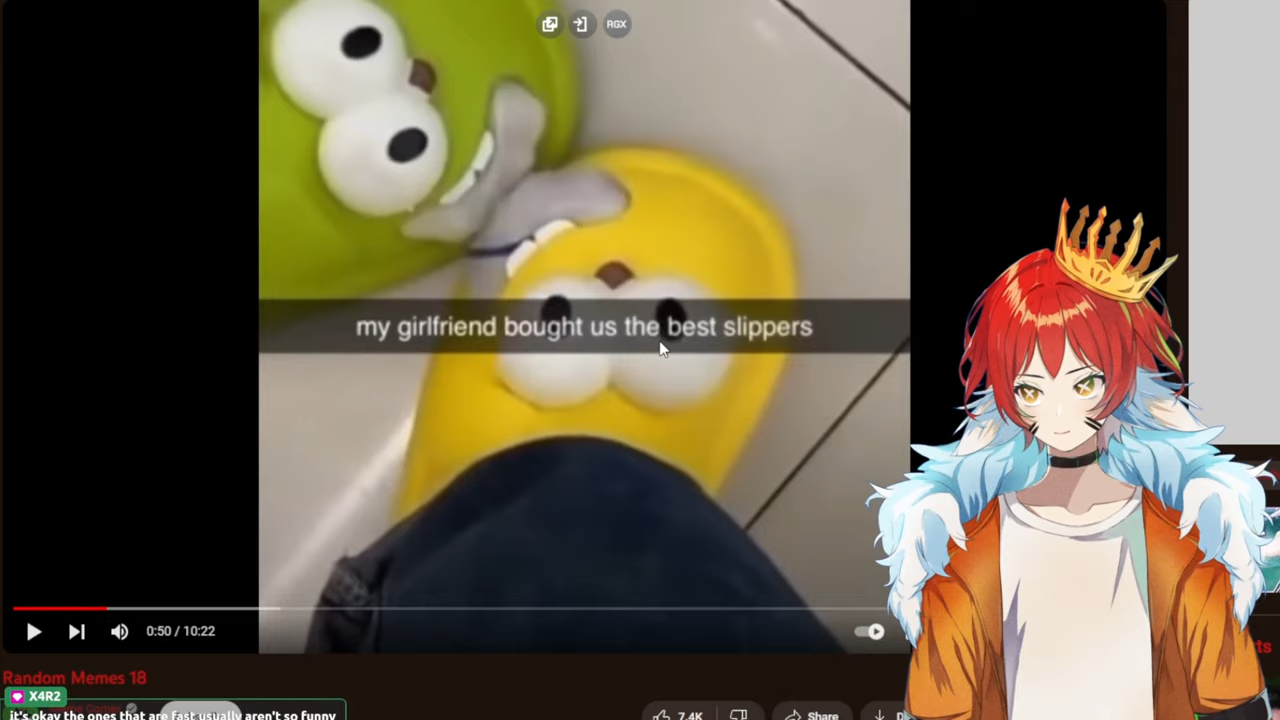 RGX
my girlfriend bought us the best slippers
0:50 / 10:22
Random Memes 18
X4R2
it's okay the ones that are fast usually aren't so funny
7.4K
Share